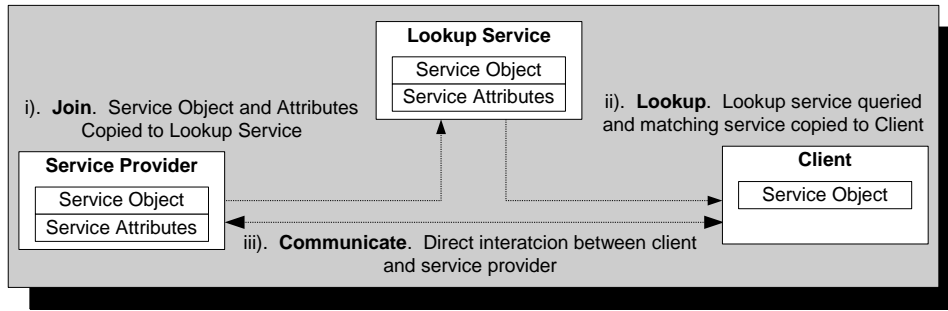 Lookup Service
Service Object
Service Attributes
i). Join. Service Object and Attributes
Copied to Lookup Service
ii). Lookup. Lookup service queried
and matching service copied to Client
Service Provider
Service Object
Service Attributes
Client
Service Object
iii). Communicate. Direct interatcion between client
and service provider